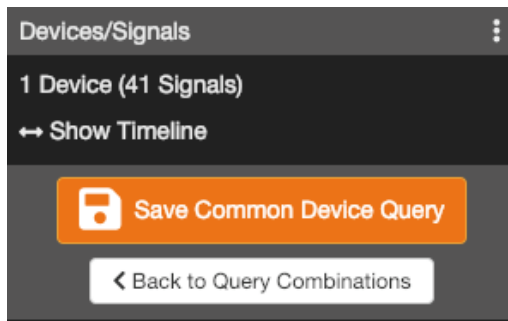 Devices/Signals
1 Device (41 Signals)
Show Timeline
Save Common Device Query
Back to Query Combinations